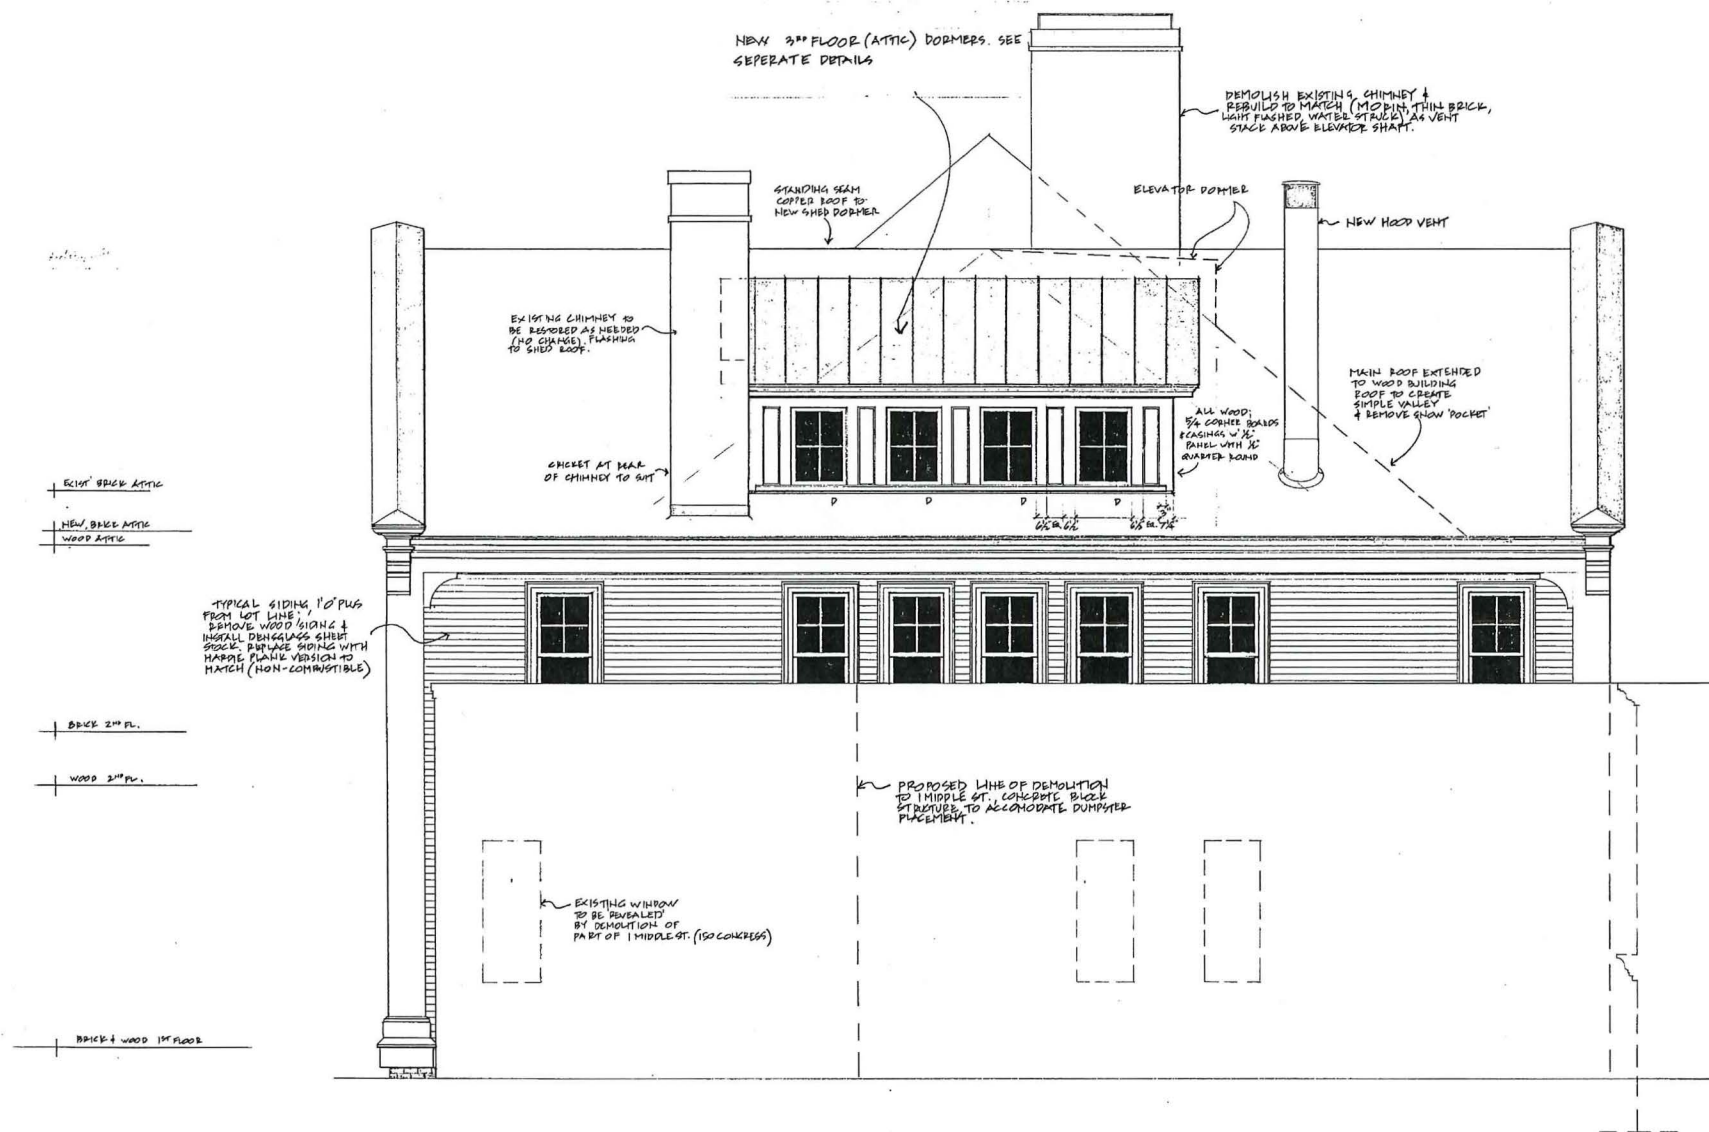 NEW 3RD FLOOR (ATTIC) DORMERS. SEE
SEPERATE DETAILS
DEMOLISH EXISTING CHIMNEY &
REBUILD TO MATCH (MORIN, THIN BRICK,
LIGHT FLASHED, WATER STRUCK) AS VENT
STACK ABOVE ELEVATOR SHAFT.
STANDING SEAM
COPPER ROOF TO
NEW SHED DORMER
ELEVATOR DORMER
NEW HOOD VENT
EXISTING CHIMNEY TO
BE RESTORED AS NEEDED
(NO CHANGE). FLASHING
TO SHED ROOF.
MAIN ROOF EXTENDED
TO WOOD BUILDING
ROOF TO CREATE
SIMPLE VALLEY
& REMOVE SNOW 'POCKET'
ALL WOOD;
5/4 CORNER BOARDS
& CASINGS W' 1/2"
PANEL WITH 1/2"
QUARTER ROUND
CRICKET AT REAR
OF CHIMNEY TO SUIT
EXIST' BRICK ATTIC
D D D D
NEW, BRICK ATTIC
6 1/2 EQ. 6 1/2
WOOD ATTIC
TYPICAL SIDING 1'0" PLUS
FROM LOT LINE;
REMOVE WOOD SIDING &
INSTALL DENSGLASS SHEET
STOCK. REPLACE SIDING WITH
HARDIE PLANK VERSION TO
MATCH (NON-COMBUSTIBLE)
BRICK 2ND FL.
WOOD 2ND FL.
PROPOSED LINE OF DEMOLITION
TO 1 MIDDLE ST., CONCRETE BLOCK
STRUCTURE, TO ACCOMODATE DUMPSTER
PLACEMENT.
EXISTING WINDOW
TO BE 'REVEALED'
BY DEMOLITION OF
PART OF 1 MIDDLE ST. (150 CONGRESS)
BRICK & WOOD 1ST FLOOR